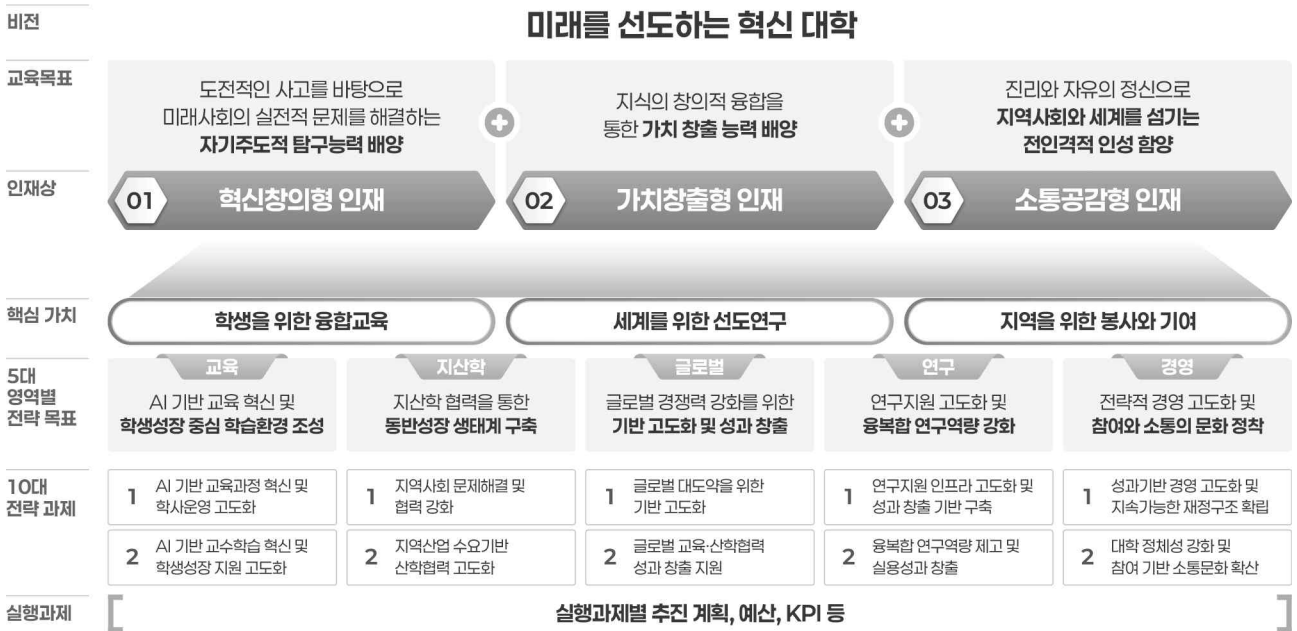 비전
미래를 선도하는 혁신 대학
교육목표
도전적인 사고를 바탕으로
미래사회의 실전적 문제를 해결하는
자기주도적 탐구능력 배양
지식의 창의적 융합을
통한 가치 창출 능력 배양
진리와 자유의 정신으로
지역사회와 세계를 섬기는
전인격적 인성 함양
인재상
01 혁신창의형 인재
02 가치창출형 인재
03 소통공감형 인재
핵심 가치
학생을 위한 융합교육
세계를 위한 선도연구
지역을 위한 봉사와 기여
5대
영역별
전략 목표
교육
AI 기반 교육 혁신 및
학생성장 중심 학습환경 조성
지산학
지산학 협력을 통한
동반성장 생태계 구축
글로벌
글로벌 경쟁력 강화를 위한
기반 고도화 및 성과 창출
연구
연구지원 고도화 및
융복합 연구역량 강화
경영
전략적 경영 고도화 및
참여와 소통의 문화 정착
10대
전략 과제
1 AI 기반 교육과정 혁신 및
학사운영 고도화
1 지역사회 문제해결 및
협력 강화
1 글로벌 대도약을 위한
기반 고도화
1 연구지원 인프라 고도화 및
성과 창출 기반 구축
1 성과기반 경영 고도화 및
지속가능한 재정구조 확립
2 AI 기반 교수학습 혁신 및
학생성장 지원 고도화
2 지역산업 수요기반
산학협력 고도화
2 글로벌 교육·산학협력
성과 창출 지원
2 융복합 연구역량 제고 및
실용성과 창출
2 대학 정체성 강화 및
참여 기반 소통문화 확산
실행과제
실행과제별 추진 계획, 예산, KPI 등